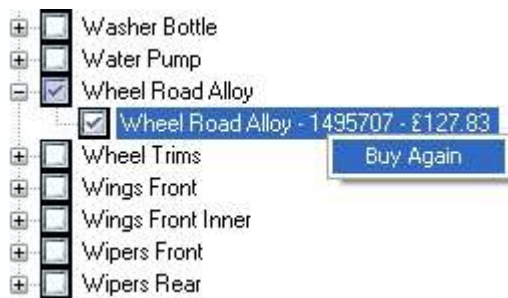 Washer Bottle
Water Pump
Wheel Road Alloy
Wheel Road Alloy - 1495707 - £127.83
Buy Again
Wheel Trims
Wings Front
Wings Front Inner
Wipers Front
Wipers Rear